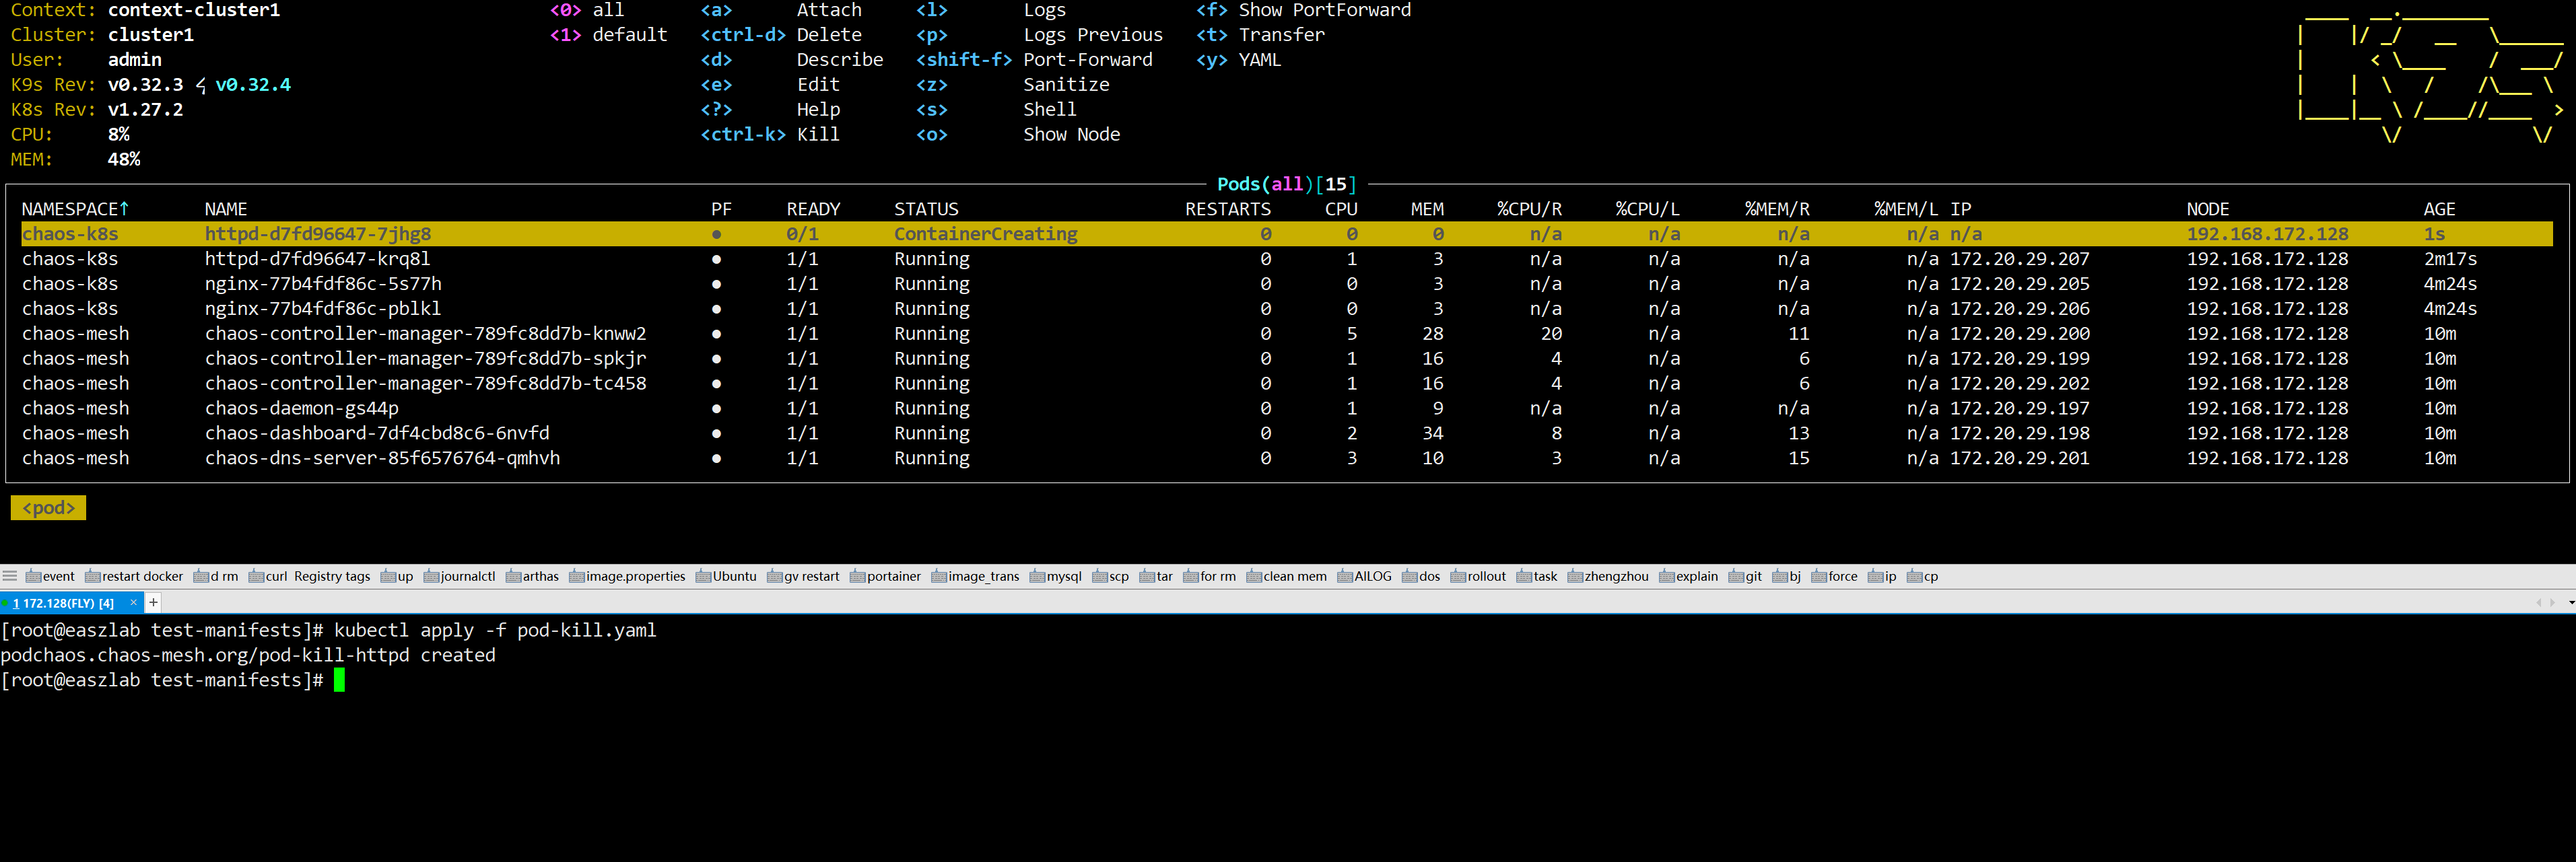 Context: context-cluster1 <0> all <a> Attach <l> Logs <f> Show PortForward
Cluster: cluster1 <1> default <ctrl-d> Delete <p> Logs Previous <t> Transfer
User: admin <d> Describe <shift-f> Port-Forward <y> YAML
K9s Rev: v0.32.3 ⚡ v0.32.4 <e> Edit <z> Sanitize
K8s Rev: v1.27.2 <?> Help <s> Shell
CPU: 8% <ctrl-k> Kill <o> Show Node
MEM: 48%
Pods(all)[15]
NAMESPACE↑ NAME PF READY STATUS RESTARTS CPU MEM %CPU/R %CPU/L %MEM/R %MEM/L IP NODE AGE
chaos-k8s httpd-d7fd96647-7jhg8 ● 0/1 ContainerCreating 0 0 0 n/a n/a n/a n/a n/a 192.168.172.128 1s
chaos-k8s httpd-d7fd96647-krq8l ● 1/1 Running 0 1 3 n/a n/a n/a n/a 172.20.29.207 192.168.172.128 2m17s
chaos-k8s nginx-77b4fdf86c-5s77h ● 1/1 Running 0 0 3 n/a n/a n/a n/a 172.20.29.205 192.168.172.128 4m24s
chaos-k8s nginx-77b4fdf86c-pblkl ● 1/1 Running 0 0 3 n/a n/a n/a n/a 172.20.29.206 192.168.172.128 4m24s
chaos-mesh chaos-controller-manager-789fc8dd7b-knww2 ● 1/1 Running 0 5 28 20 n/a 11 n/a 172.20.29.200 192.168.172.128 10m
chaos-mesh chaos-controller-manager-789fc8dd7b-spkjr ● 1/1 Running 0 1 16 4 n/a 6 n/a 172.20.29.199 192.168.172.128 10m
chaos-mesh chaos-controller-manager-789fc8dd7b-tc458 ● 1/1 Running 0 1 16 4 n/a 6 n/a 172.20.29.202 192.168.172.128 10m
chaos-mesh chaos-daemon-gs44p ● 1/1 Running 0 1 9 n/a n/a n/a n/a 172.20.29.197 192.168.172.128 10m
chaos-mesh chaos-dashboard-7df4cbd8c6-6nvfd ● 1/1 Running 0 2 34 8 n/a 13 n/a 172.20.29.198 192.168.172.128 10m
chaos-mesh chaos-dns-server-85f6576764-qmhvh ● 1/1 Running 0 3 10 3 n/a 15 n/a 172.20.29.201 192.168.172.128 10m
<pod>
event restart docker d rm curl Registry tags up journalctl arthas image.properties Ubuntu gv restart portainer image_trans mysql scp tar for rm clean mem AILOG dos rollout task zhengzhou explain git bj force ip cp
1 172.128(FLY) [4] × +
[root@easzlab test-manifests]# kubectl apply -f pod-kill.yaml
podchaos.chaos-mesh.org/pod-kill-httpd created
[root@easzlab test-manifests]#